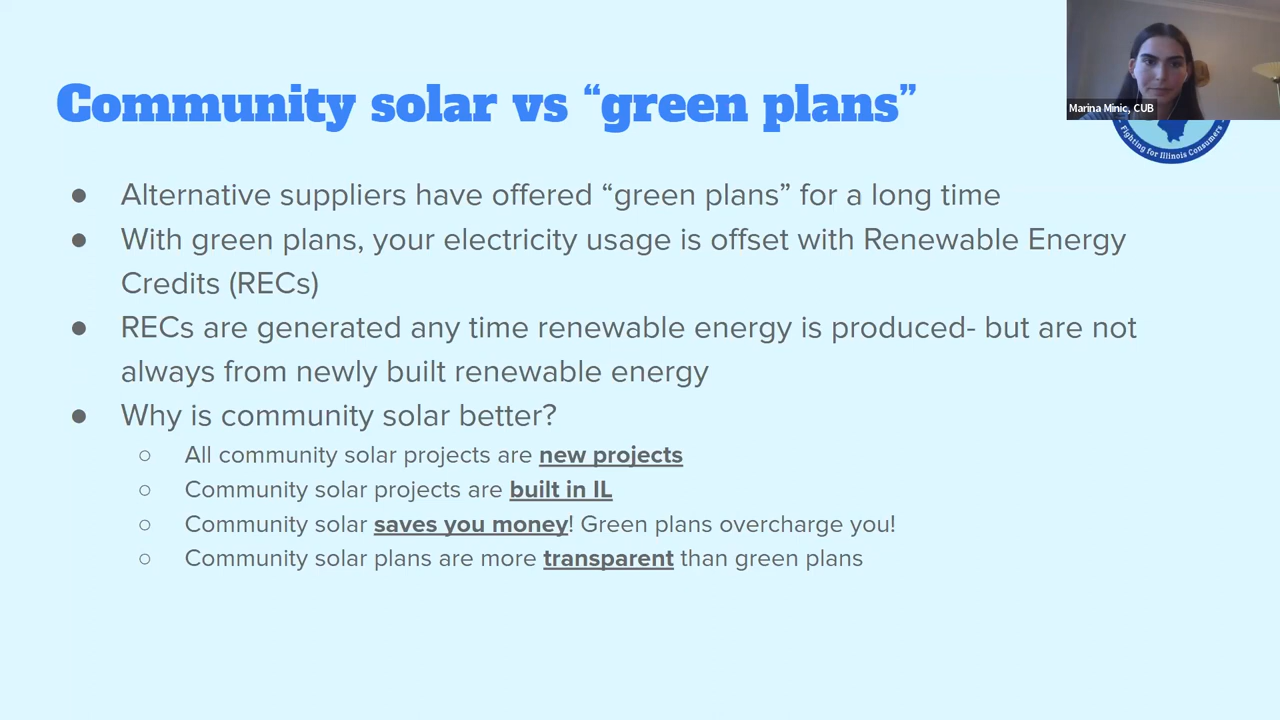 Community solar vs “green plans”
Marina Minic, CUB
Fighting for Illinois Consumers
● Alternative suppliers have offered “green plans” for a long time
● With green plans, your electricity usage is offset with Renewable Energy
Credits (RECs)
● RECs are generated any time renewable energy is produced- but are not
always from newly built renewable energy
● Why is community solar better?
○ All community solar projects are new projects
○ Community solar projects are built in IL
○ Community solar saves you money! Green plans overcharge you!
○ Community solar plans are more transparent than green plans